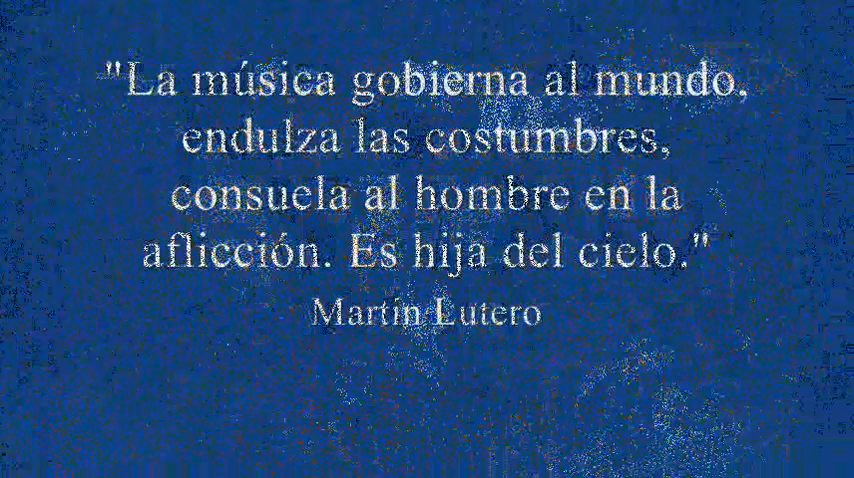 "La música gobierna al mundo,
endulza las costumbres,
consuela al hombre en la
aflicción. Es hija del cielo."
Martín Lutero